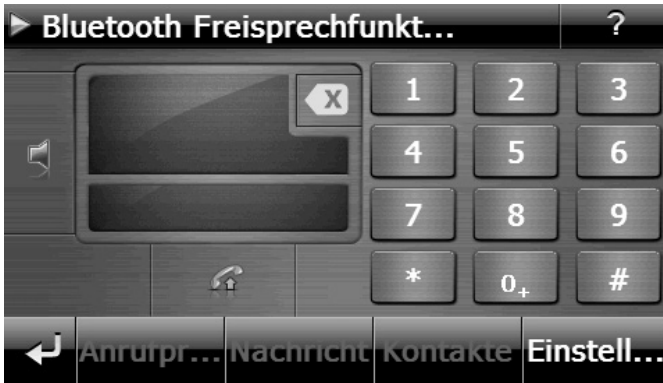 Bluetooth Freisprechfunkt... ?
1 2 3
4 5 6
7 8 9
* 0+ #
Anrufpr... Nachricht Kontakte Einstell...